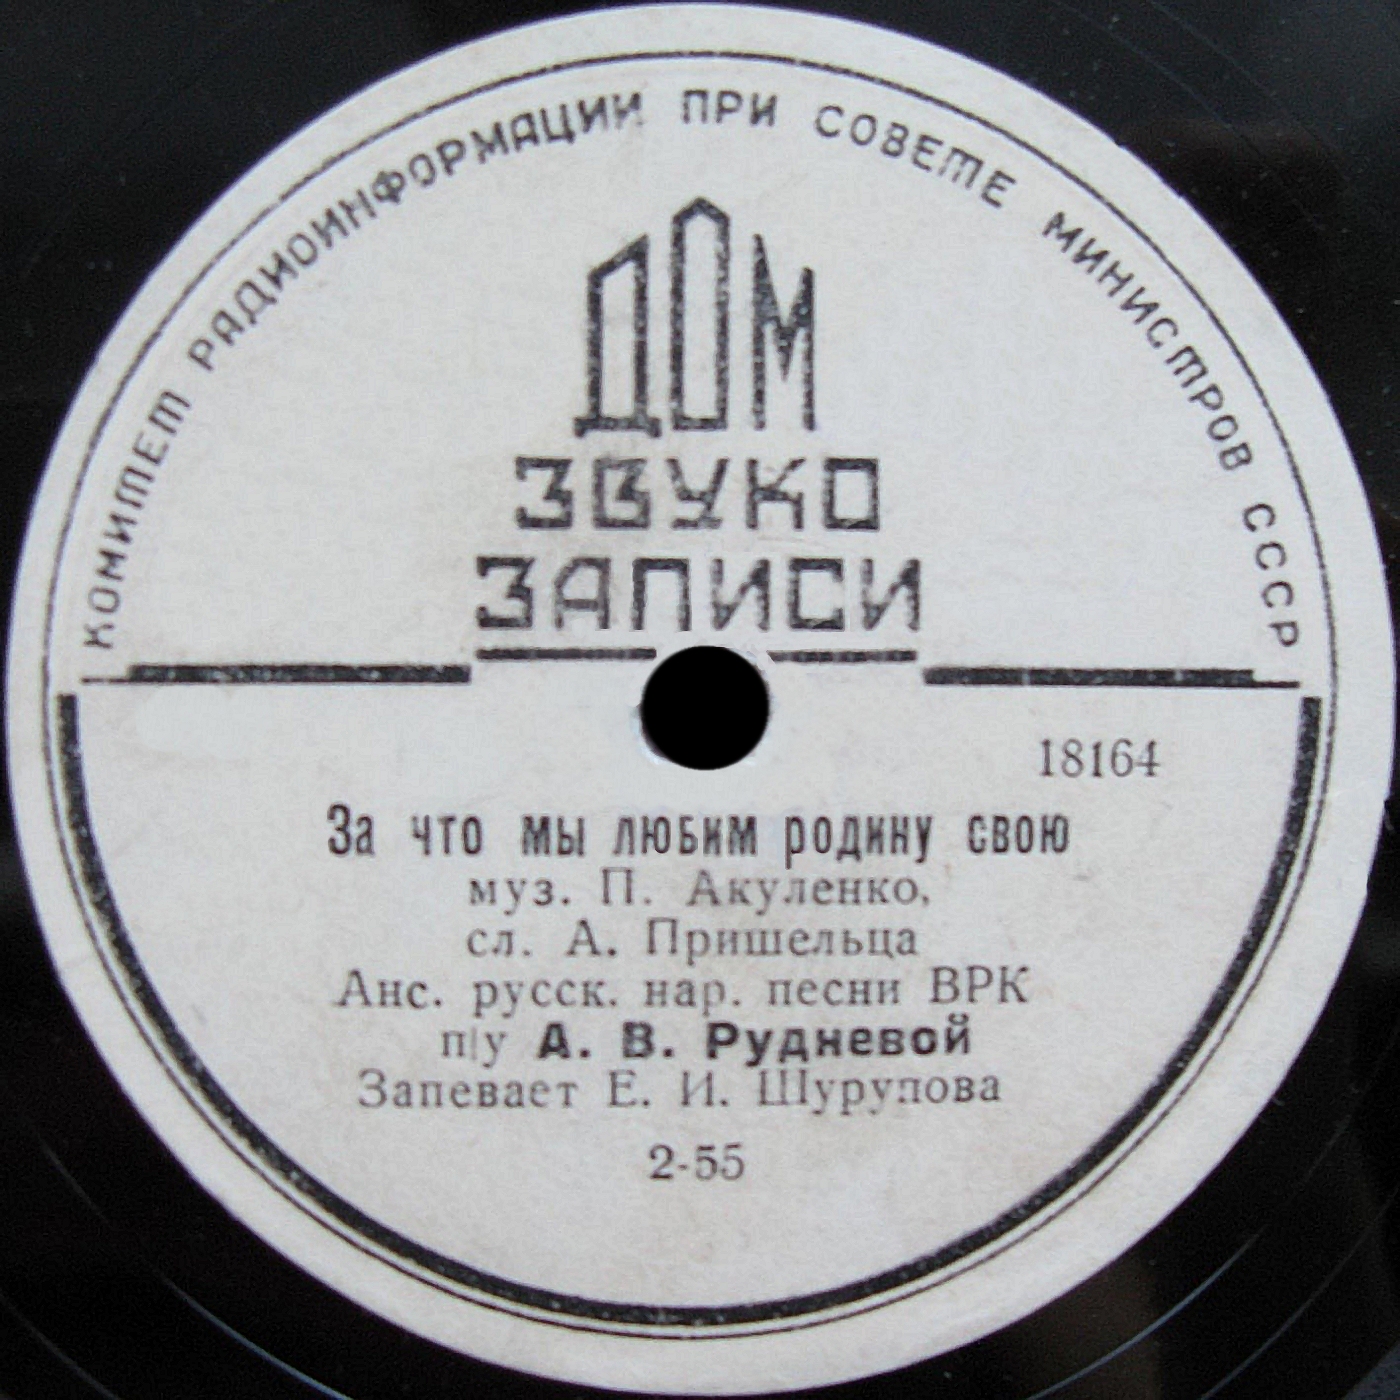 КОМИТЕТ РАДИОИНФОРМАЦИИ ПРИ СОВЕТЕ МИНИСТРОВ СССР
ДОМ
ЗВУКО
ЗАПИСИ
18164
За что мы любим родину свою
муз. П. Акуленко,
сл. А. Пришельца
Анс. русск. нар. песни ВРК
п/у А. В. Рудневой
Запевает Е. И. Шурупова
2-55